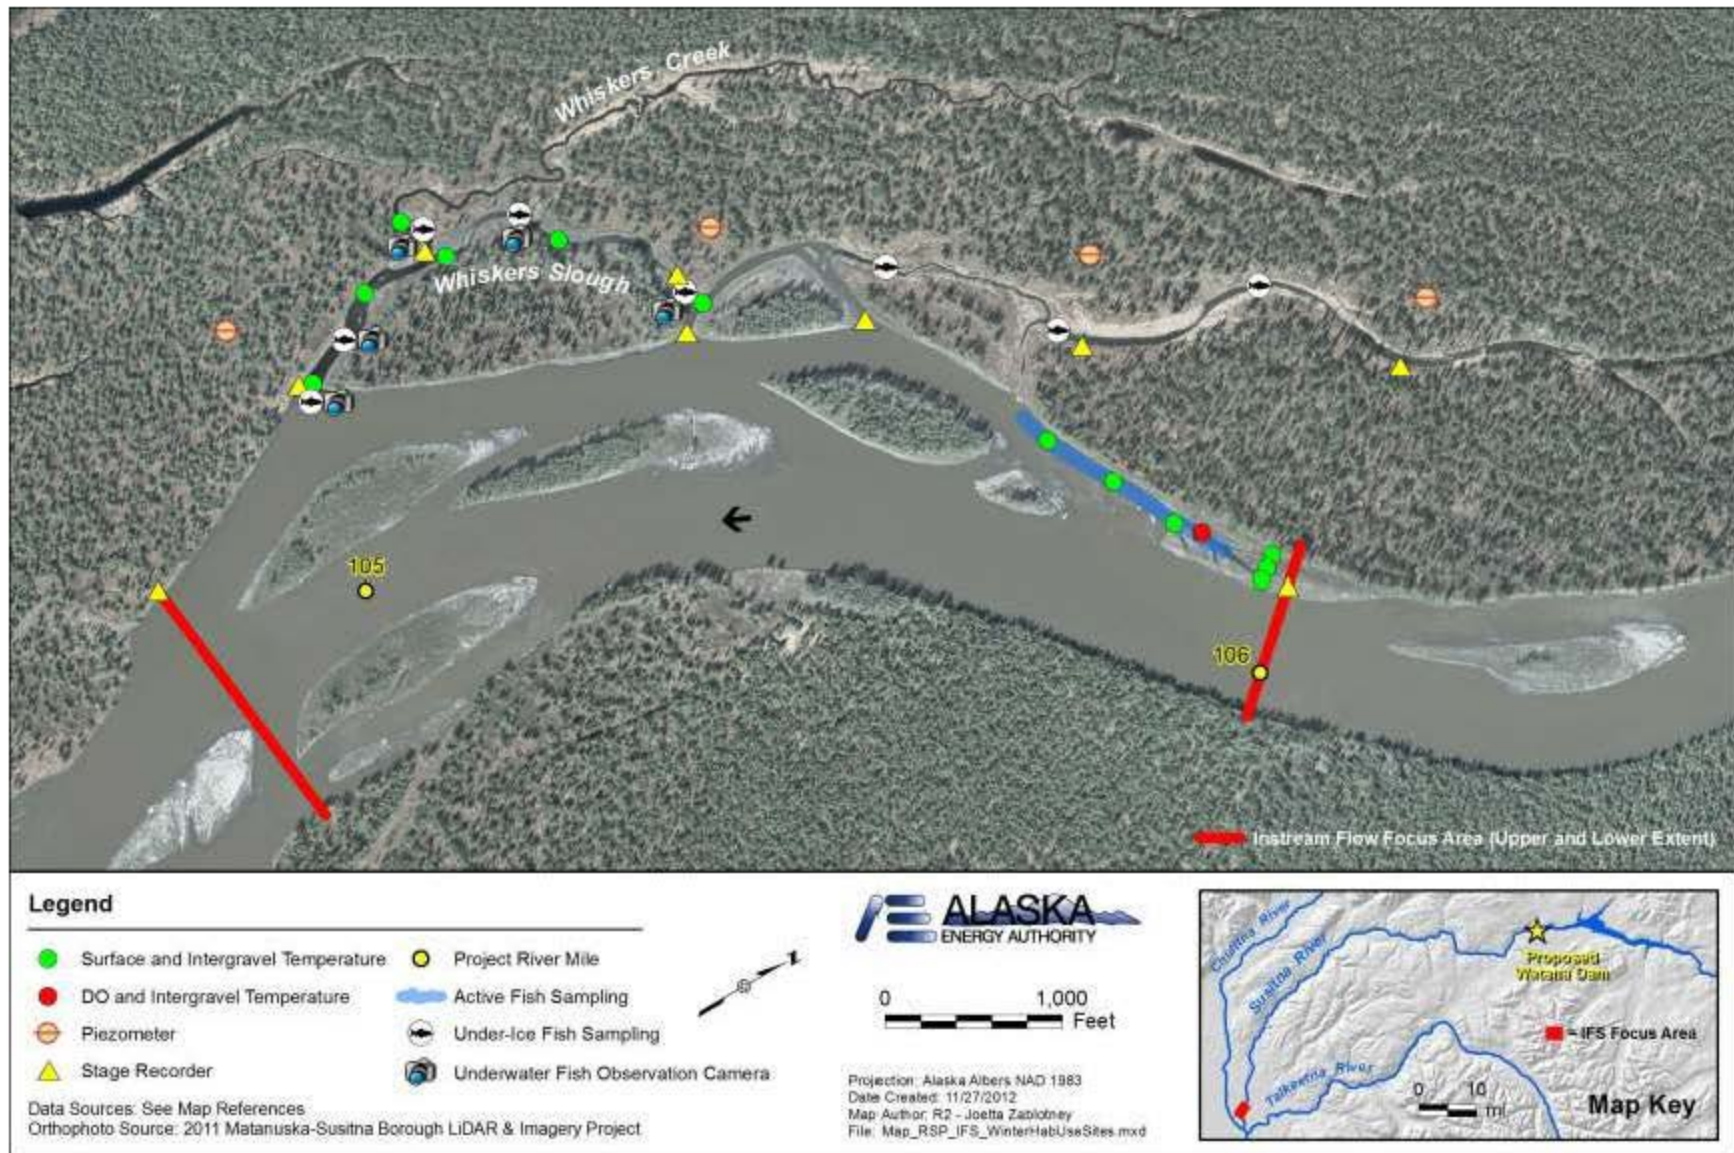 Whiskers Creek
Whiskers Slough
105
106
Instream Flow Focus Area (Upper and Lower Extent)
Legend
Surface and Intergravel Temperature
DO and Intergravel Temperature
Piezometer
Stage Recorder
Project River Mile
Active Fish Sampling
Under-Ice Fish Sampling
Underwater Fish Observation Camera
Data Sources: See Map References
Orthophoto Source: 2011 Matanuska-Susitna Borough LiDAR & Imagery Project
ALASKA
ENERGY AUTHORITY
0 1,000
Feet
Projection: Alaska Albers NAD 1983
Date Created: 11/27/2012
Map Author: R2 - Joetta Zablotney
File: Map_RSP_IFS_WinterHabUseSites.mxd
Chulitna River
Susitna River
Proposed
Watana Dam
= IFS Focus Area
Talkeetna River
0 10
mi
Map Key